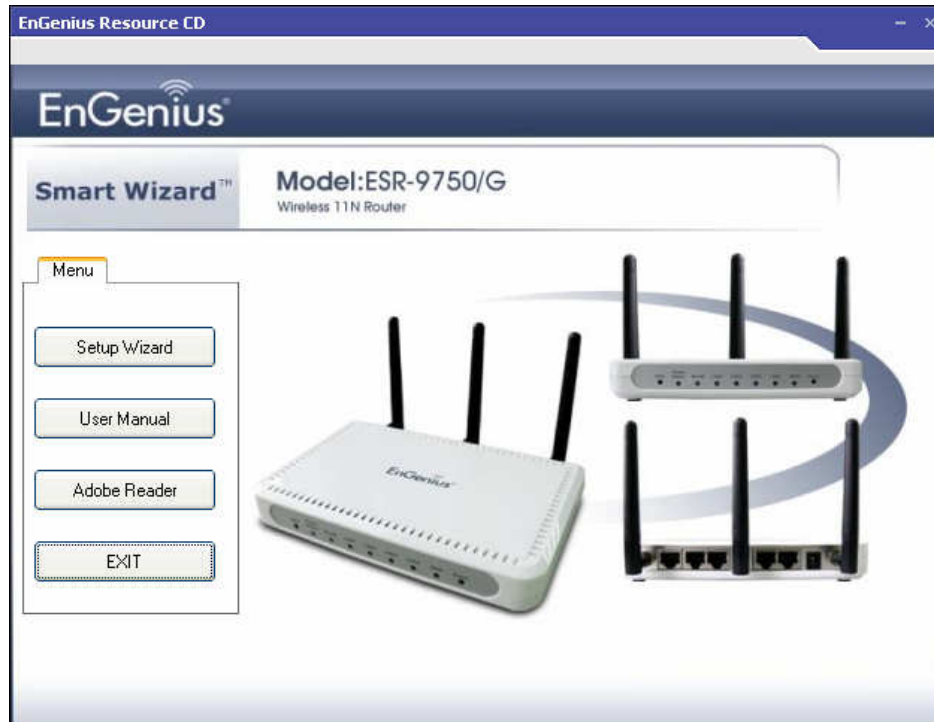 EnGenius Resource CD
EnGenius®
Smart Wizard™
Model:ESR-9750/G
Wireless 11N Router
Menu
Setup Wizard
User Manual
Adobe Reader
EXIT
EnGenius